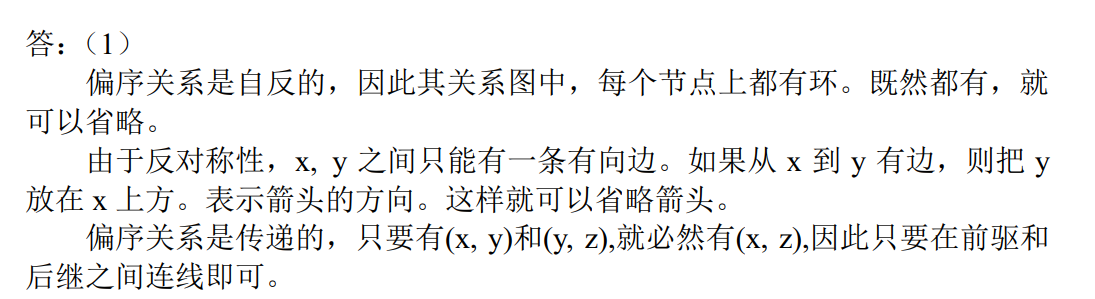 答：（1）
偏序关系是自反的，因此其关系图中，每个节点上都有环。既然都有，就
可以省略。
由于反对称性，x, y 之间只能有一条有向边。如果从 x 到 y 有边，则把 y
放在 x 上方。表示箭头的方向。这样就可以省略箭头。
偏序关系是传递的，只要有(x, y)和(y, z),就必然有(x, z),因此只要在前驱和
后继之间连线即可。